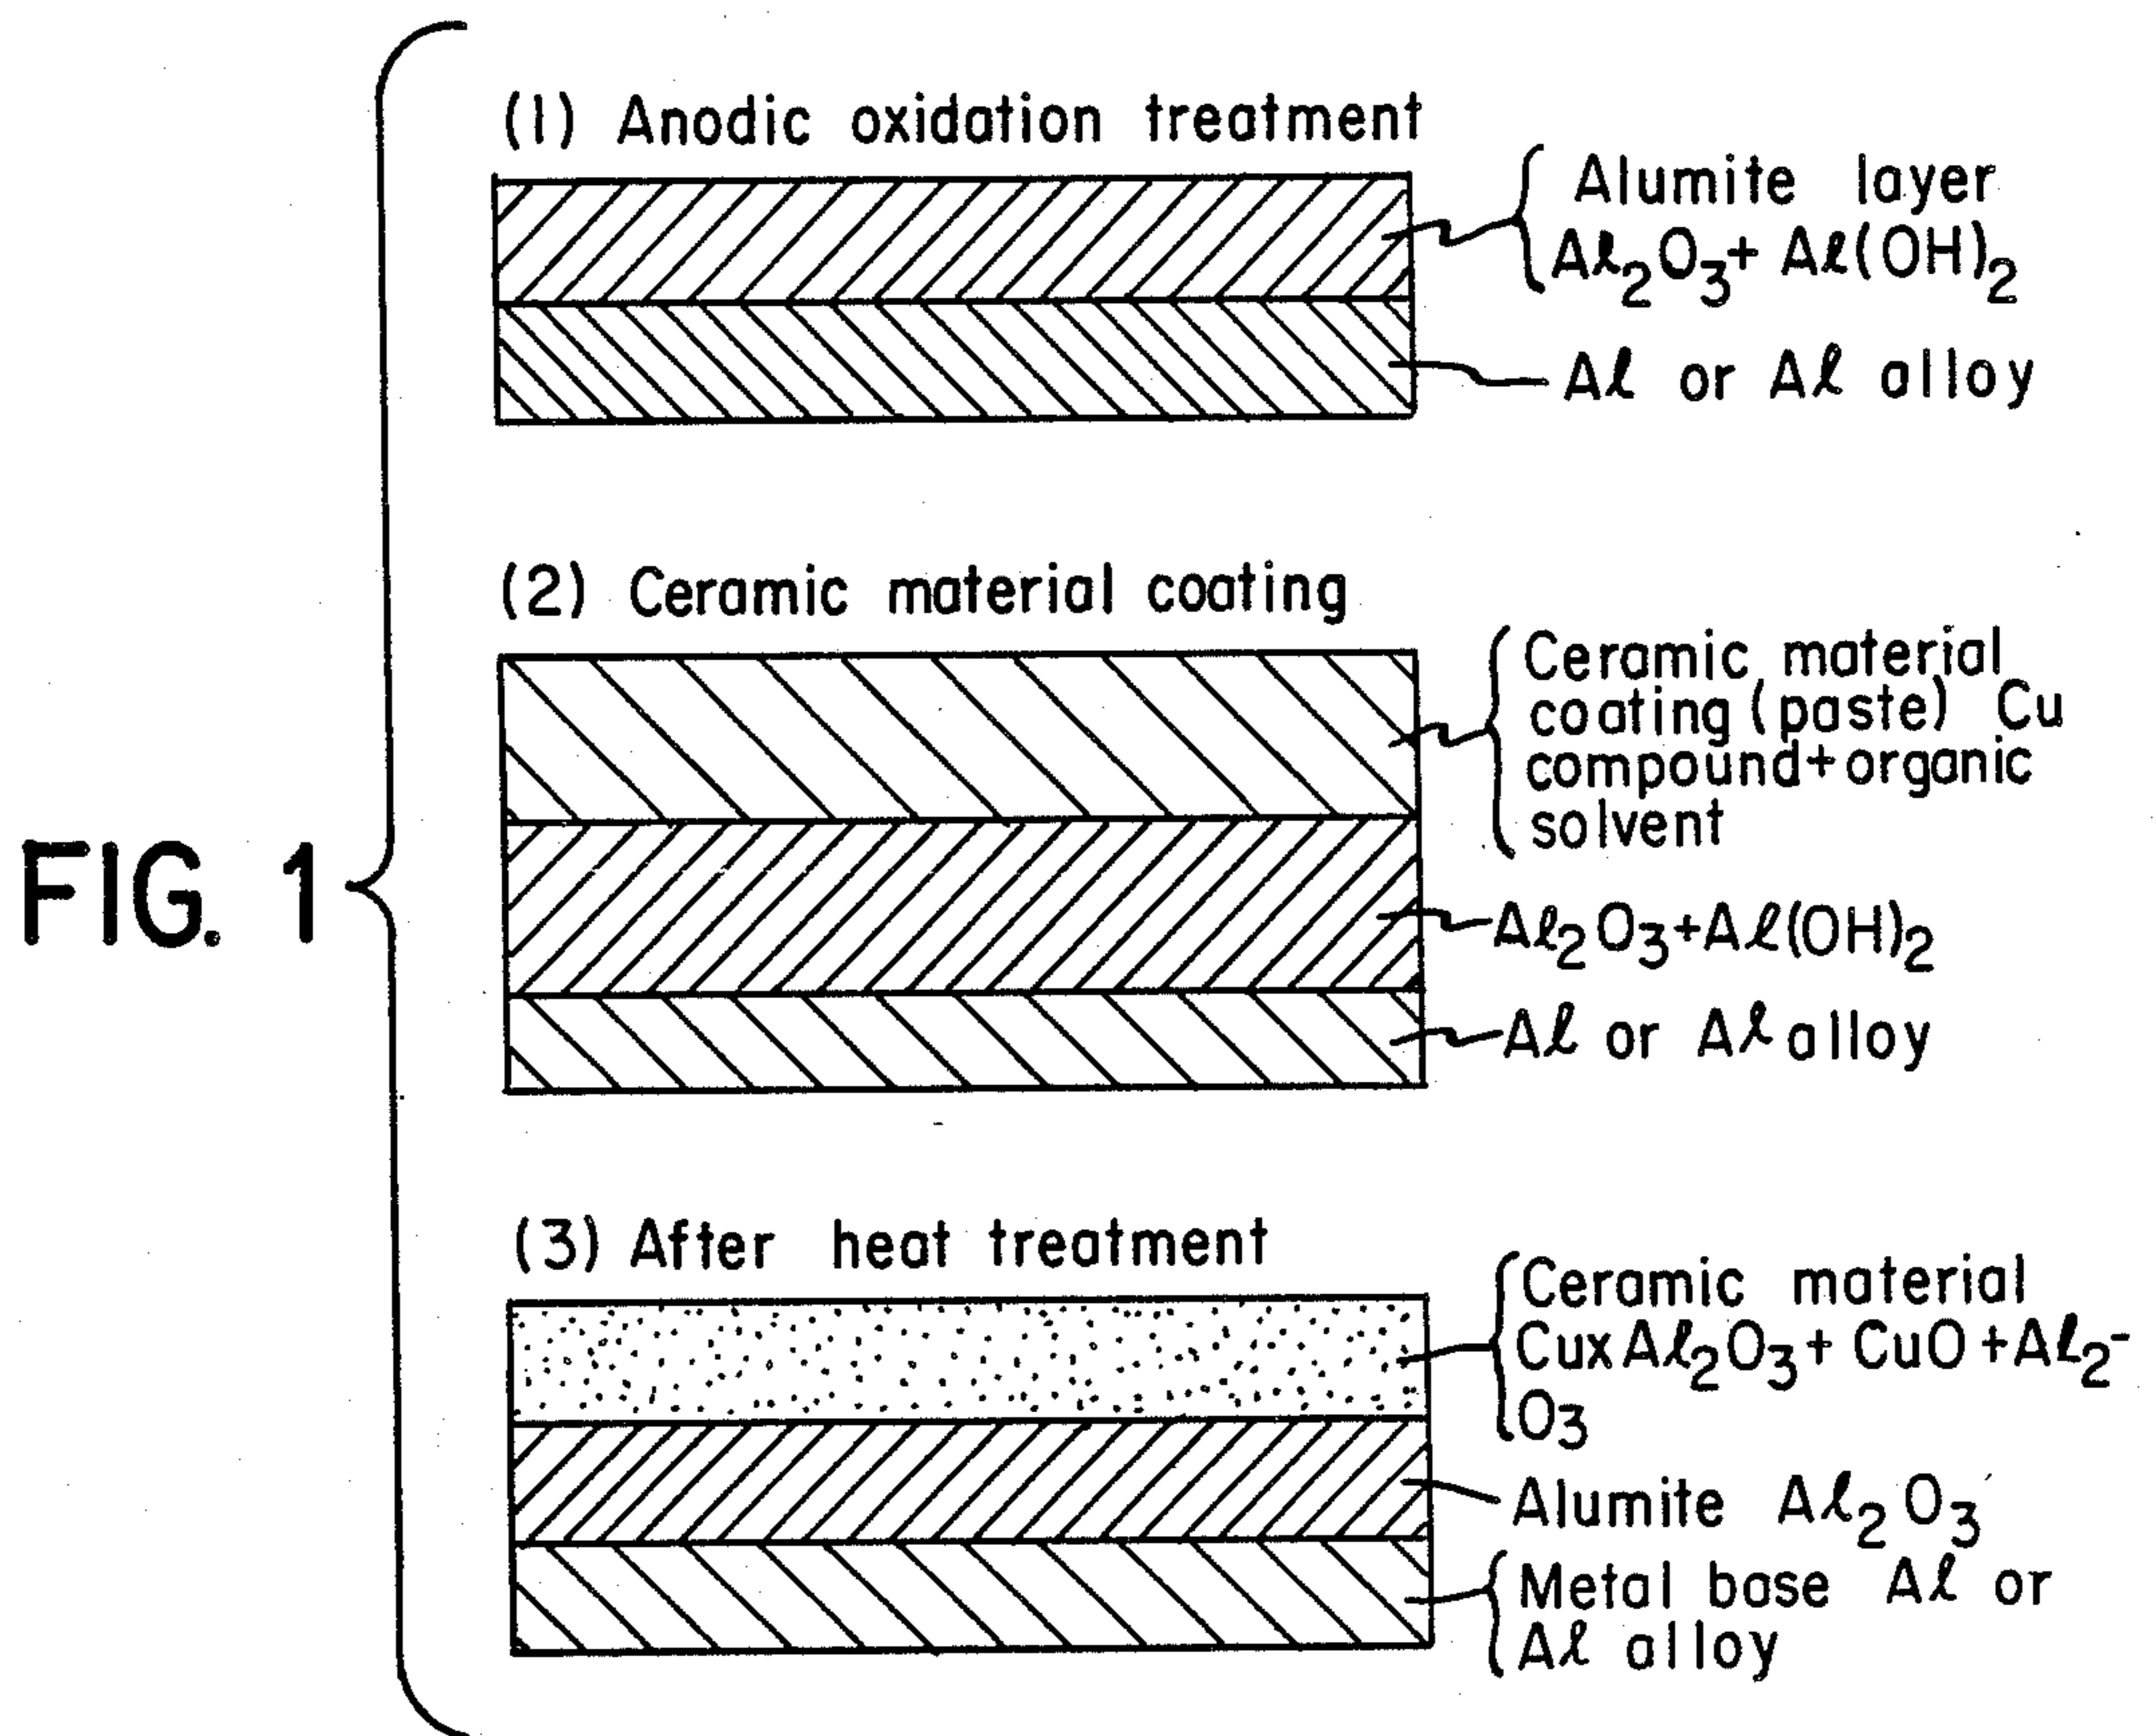 FIG. 1
(1) Anodic oxidation treatment
Alumite layer
Aℓ₂O₃+ Aℓ(OH)₂
Aℓ or Aℓ alloy
(2) Ceramic material coating
Ceramic material
coating (paste) Cu
compound+organic
solvent
Aℓ₂O₃+Aℓ(OH)₂
Aℓ or Aℓ alloy
(3) After heat treatment
Ceramic material
CuxAℓ₂O₃+ CuO +Aℓ₂-
O₃
Alumite Aℓ₂O₃
Metal base Aℓ or
Aℓ alloy